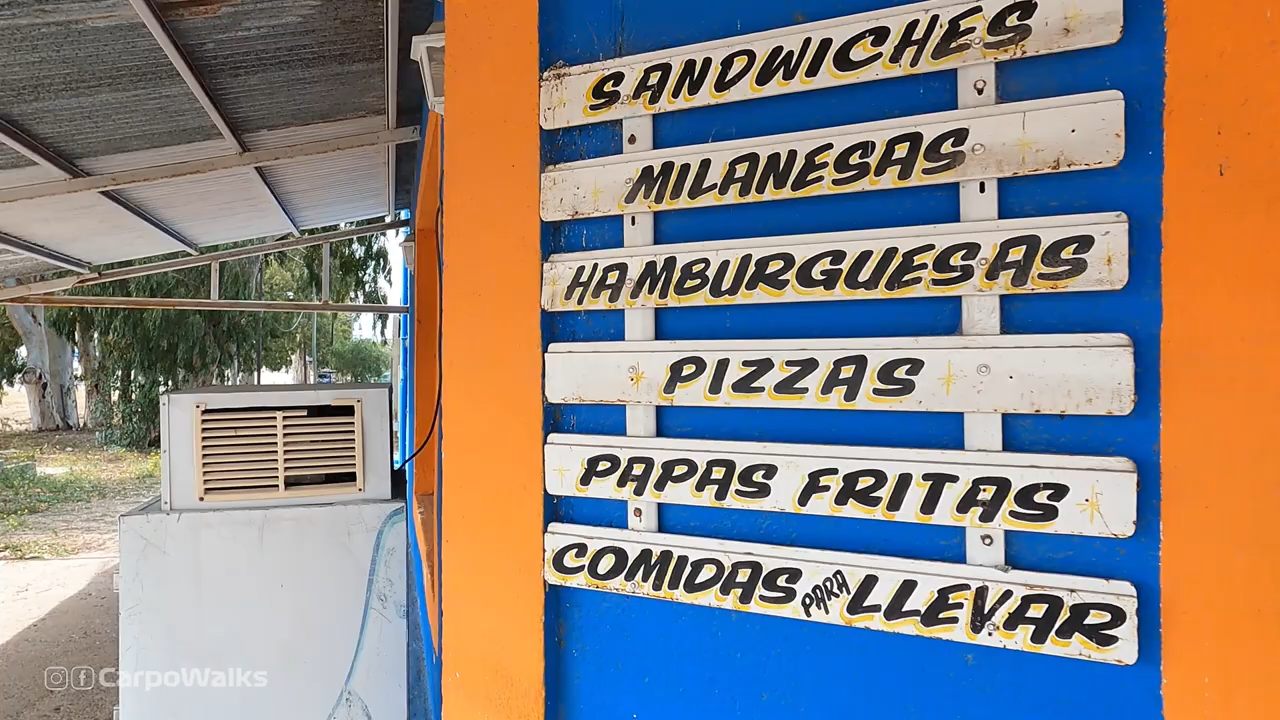 SANDWICHES
MILANESAS
HAMBURGUESAS
PIZZAS
PAPAS FRITAS
COMIDAS PARA LLEVAR
CarpoWalks